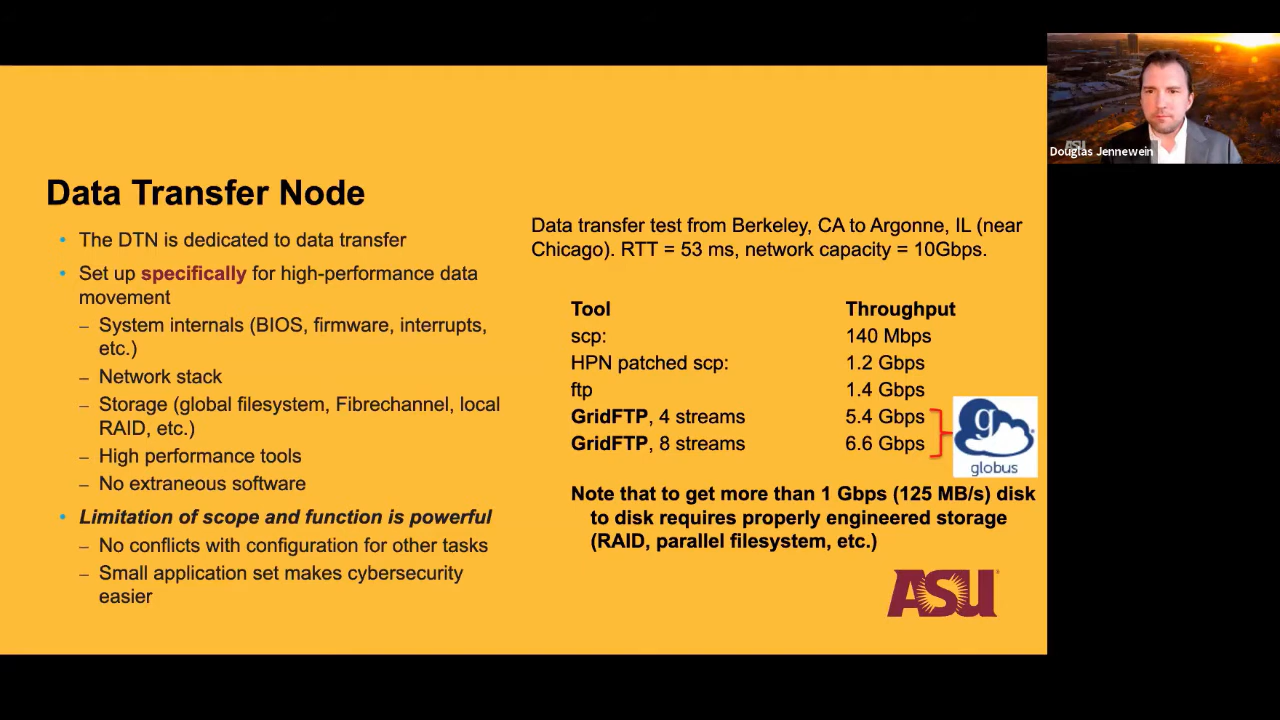 Data Transfer Node
• The DTN is dedicated to data transfer
• Set up specifically for high-performance data
movement
– System internals (BIOS, firmware, interrupts,
etc.)
– Network stack
– Storage (global filesystem, Fibrechannel, local
RAID, etc.)
– High performance tools
– No extraneous software
• Limitation of scope and function is powerful
– No conflicts with configuration for other tasks
– Small application set makes cybersecurity
easier
Data transfer test from Berkeley, CA to Argonne, IL (near
Chicago). RTT = 53 ms, network capacity = 10Gbps.
Tool Throughput
scp: 140 Mbps
HPN patched scp: 1.2 Gbps
ftp 1.4 Gbps
GridFTP, 4 streams 5.4 Gbps
GridFTP, 8 streams 6.6 Gbps
g
globus
Note that to get more than 1 Gbps (125 MB/s) disk
to disk requires properly engineered storage
(RAID, parallel filesystem, etc.)
ASU
ASU
Douglas Jennewein